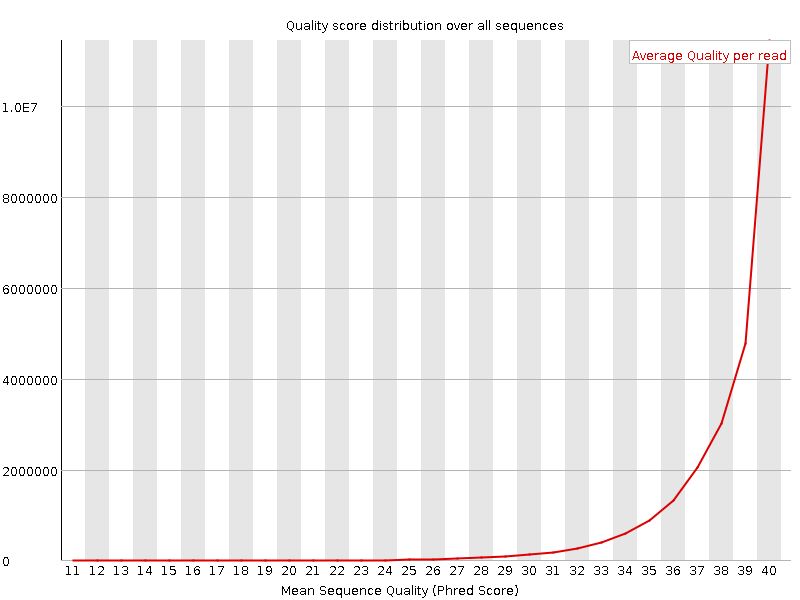 Quality score distribution over all sequences
Average Quality per read
1.0E7
8000000
6000000
4000000
2000000
0
11 12 13 14 15 16 17 18 19 20 21 22 23 24 25 26 27 28 29 30 31 32 33 34 35 36 37 38 39 40
Mean Sequence Quality (Phred Score)